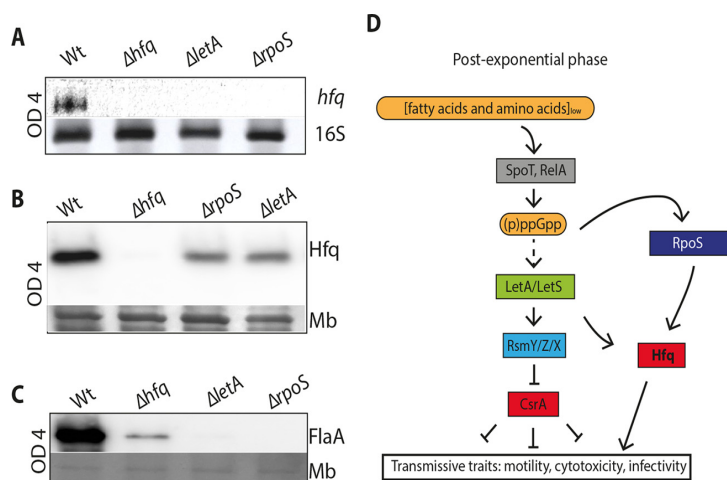 A
Wt Δhfq ΔletA ΔrpoS
OD 4
hfq
16S
B
Wt Δhfq ΔrpoS ΔletA
OD 4
Hfq
Mb
C
Wt Δhfq ΔletA ΔrpoS
OD 4
FlaA
Mb
D
Post-exponential phase
[fatty acids and amino acids]low
SpoT, RelA
(p)ppGpp
RpoS
LetA/LetS
RsmY/Z/X
Hfq
CsrA
Transmissive traits: motility, cytotoxicity, infectivity